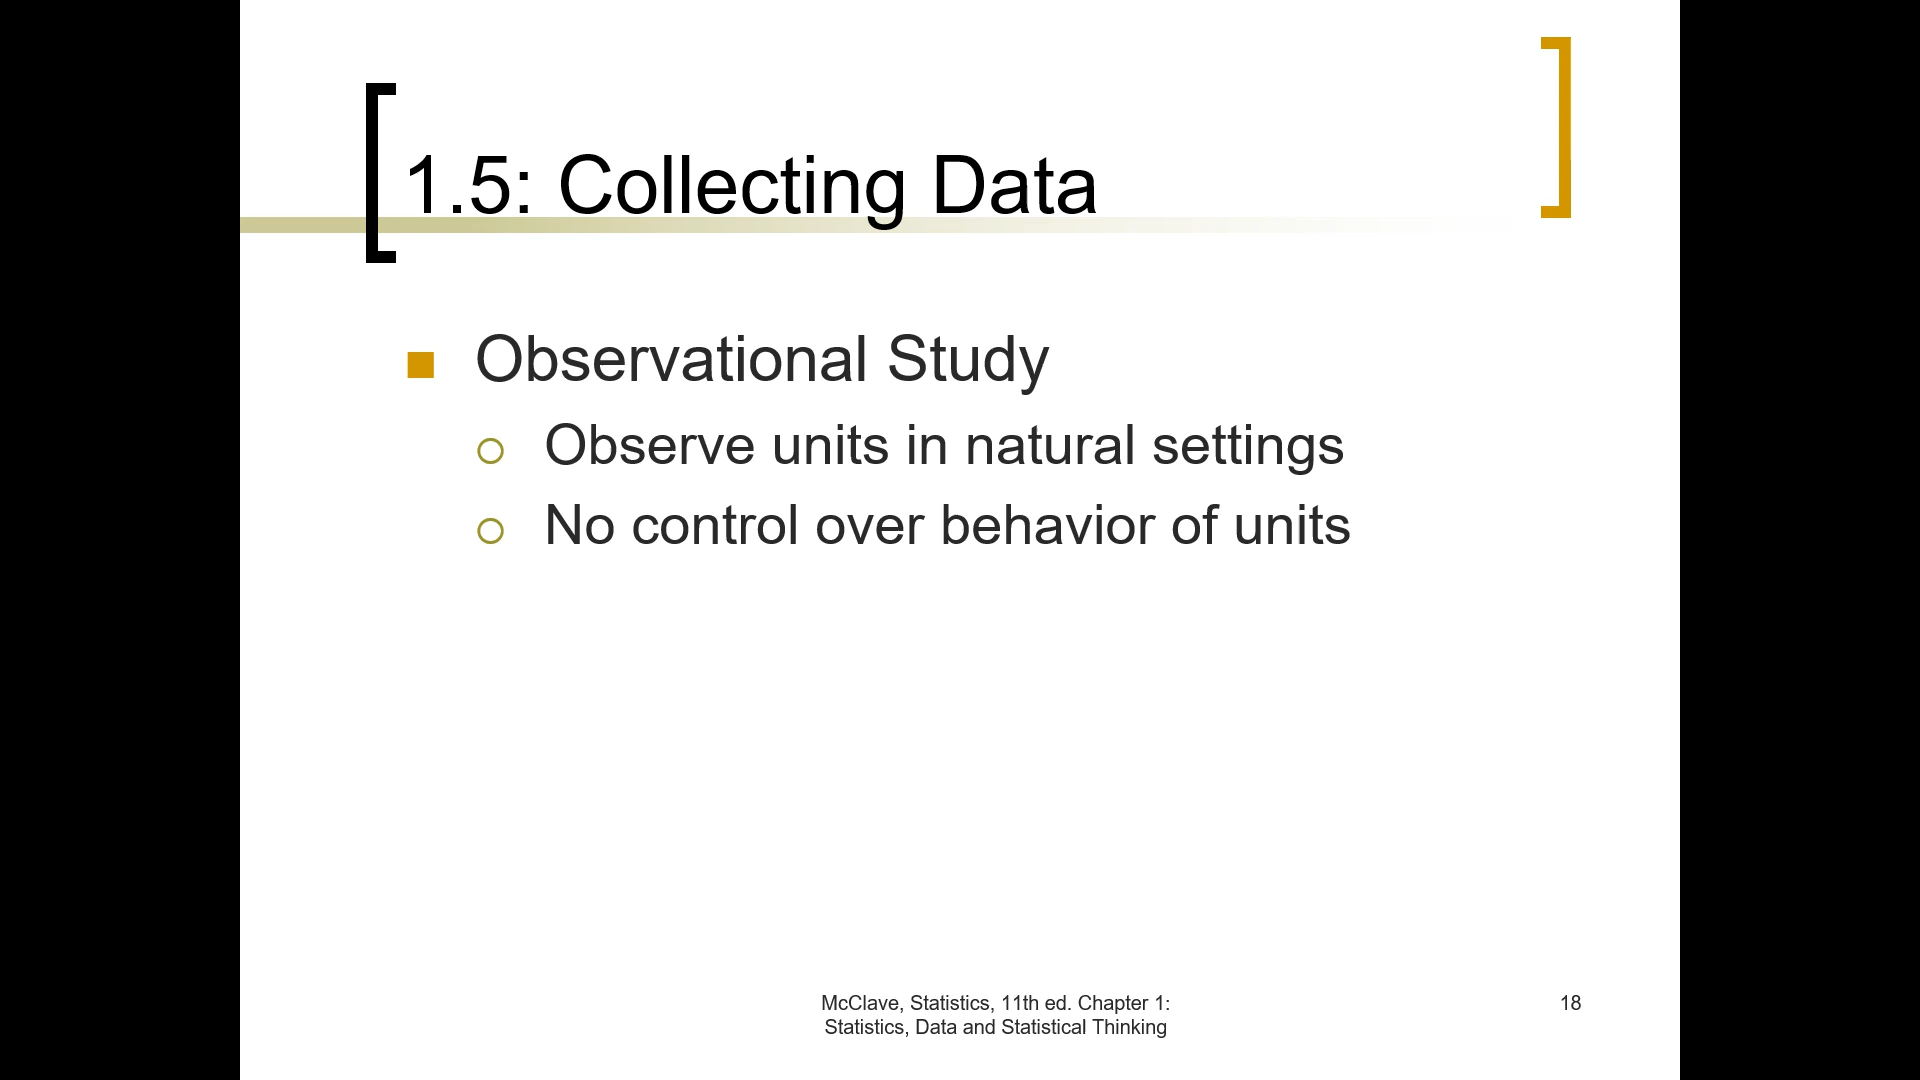 1.5: Collecting Data
Observational Study
Observe units in natural settings
No control over behavior of units
McClave, Statistics, 11th ed. Chapter 1:
Statistics, Data and Statistical Thinking
18